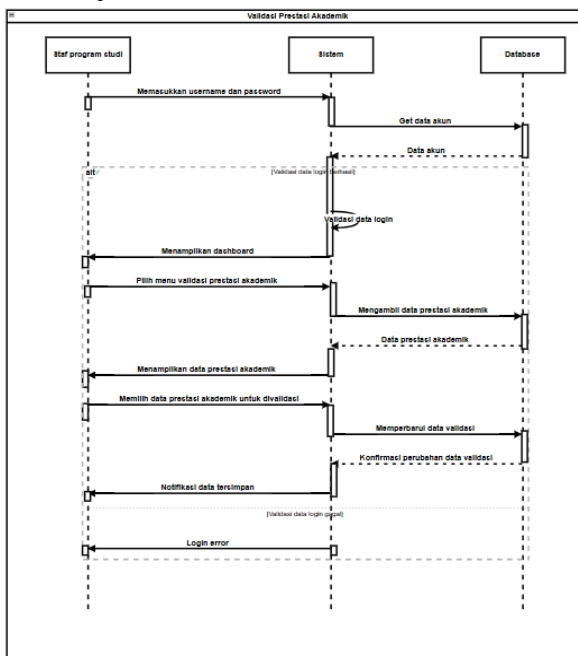 Validasi Prestasi Akademik
Staf program studi
Sistem
Database
Memasukkan username dan password
Get data akun
Data akun
alt
[Validasi data login berhasil]
Validasi data login
Menampilkan dashboard
Pilih menu validasi prestasi akademik
Mengambil data prestasi akademik
Data prestasi akademik
Menampilkan data prestasi akademik
Memilih data prestasi akademik untuk divalidasi
Memperbarui data validasi
Konfirmasi perubahan data validasi
Notifikasi data tersimpan
[Validasi data login gagal]
Login error